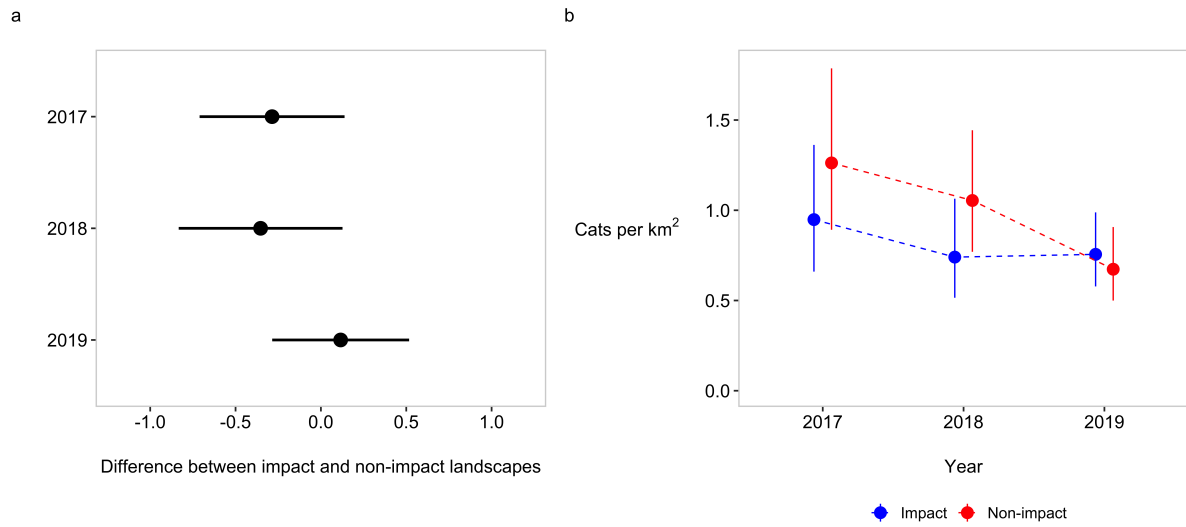 a
2017
2018
2019
-1.0 -0.5 0.0 0.5 1.0
Difference between impact and non-impact landscapes
b
Cats per km²
1.5
1.0
0.5
0.0
2017 2018 2019
Year
Impact Non-impact